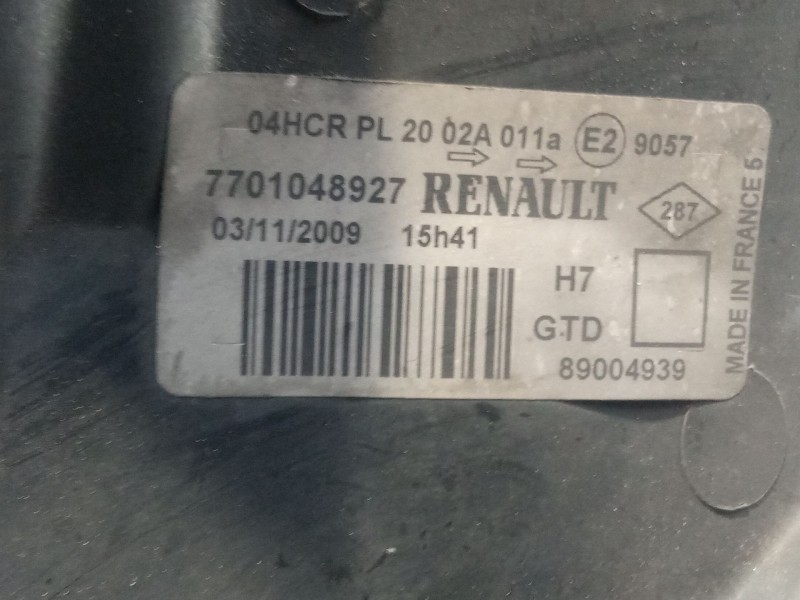 04HCR PL 20 02A 011a E2 9057
7701048927 RENAULT 287
03/11/2009 15h41
H7
GTD
89004939
MADE IN FRANCE 5